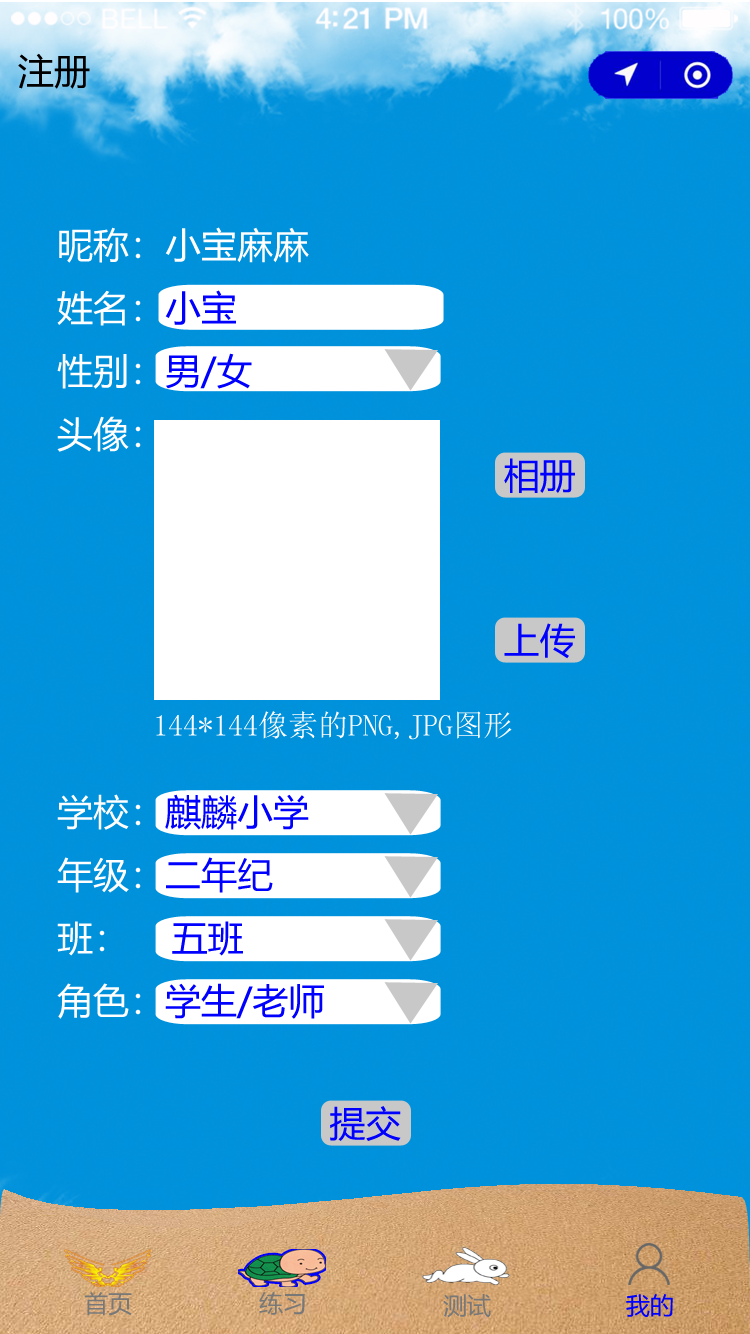 BELL 4:21 PM 100%
注册
昵称：小宝麻麻
姓名：小宝
性别：男/女
头像：
相册
上传
144*144像素的PNG,JPG图形
学校：麒麟小学
年级：二年纪
班： 五班
角色：学生/老师
提交
首页 练习 测试 我的